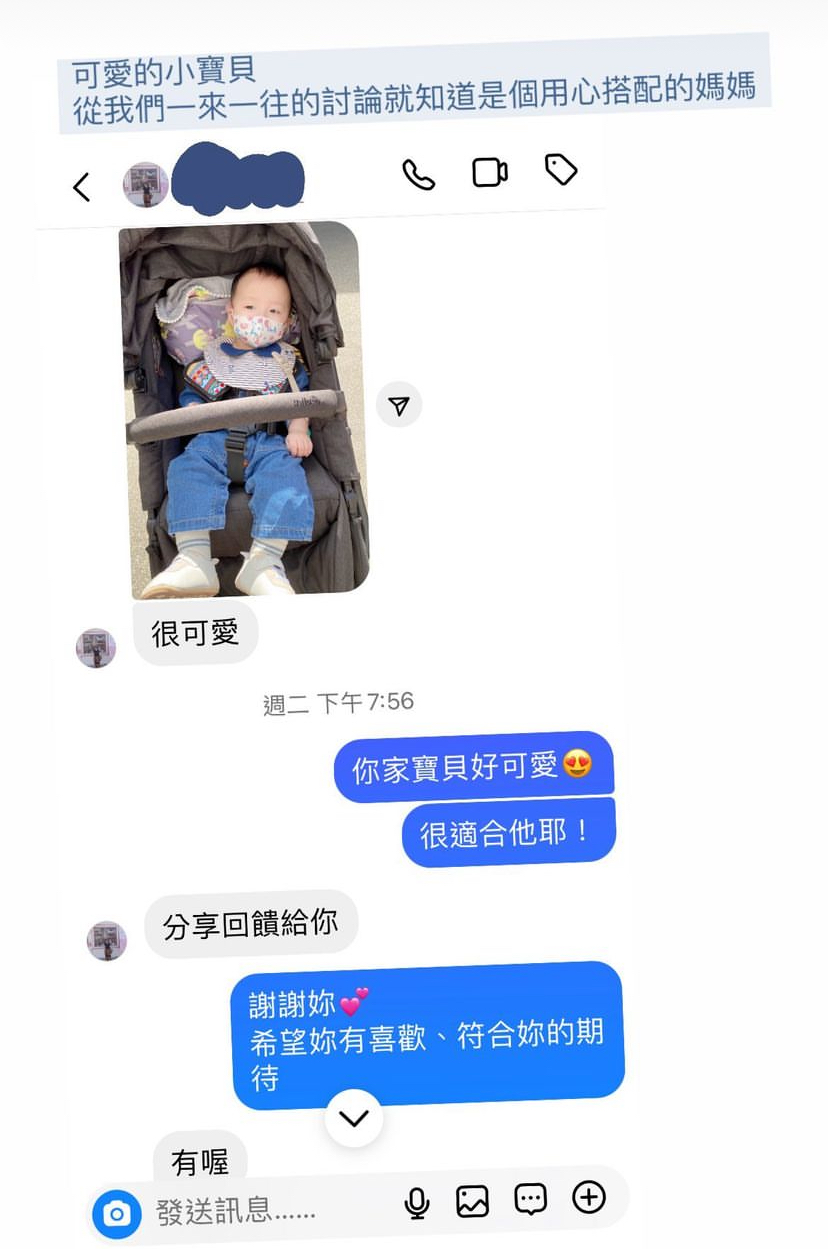 可愛的小寶貝
從我們一來一往的討論就知道是個用心搭配的媽媽
很可愛
週二 下午7:56
你家寶貝好可愛😍
很適合他耶！
分享回饋給你
謝謝妳💕
希望妳有喜歡、符合妳的期
待
有喔
發送訊息......